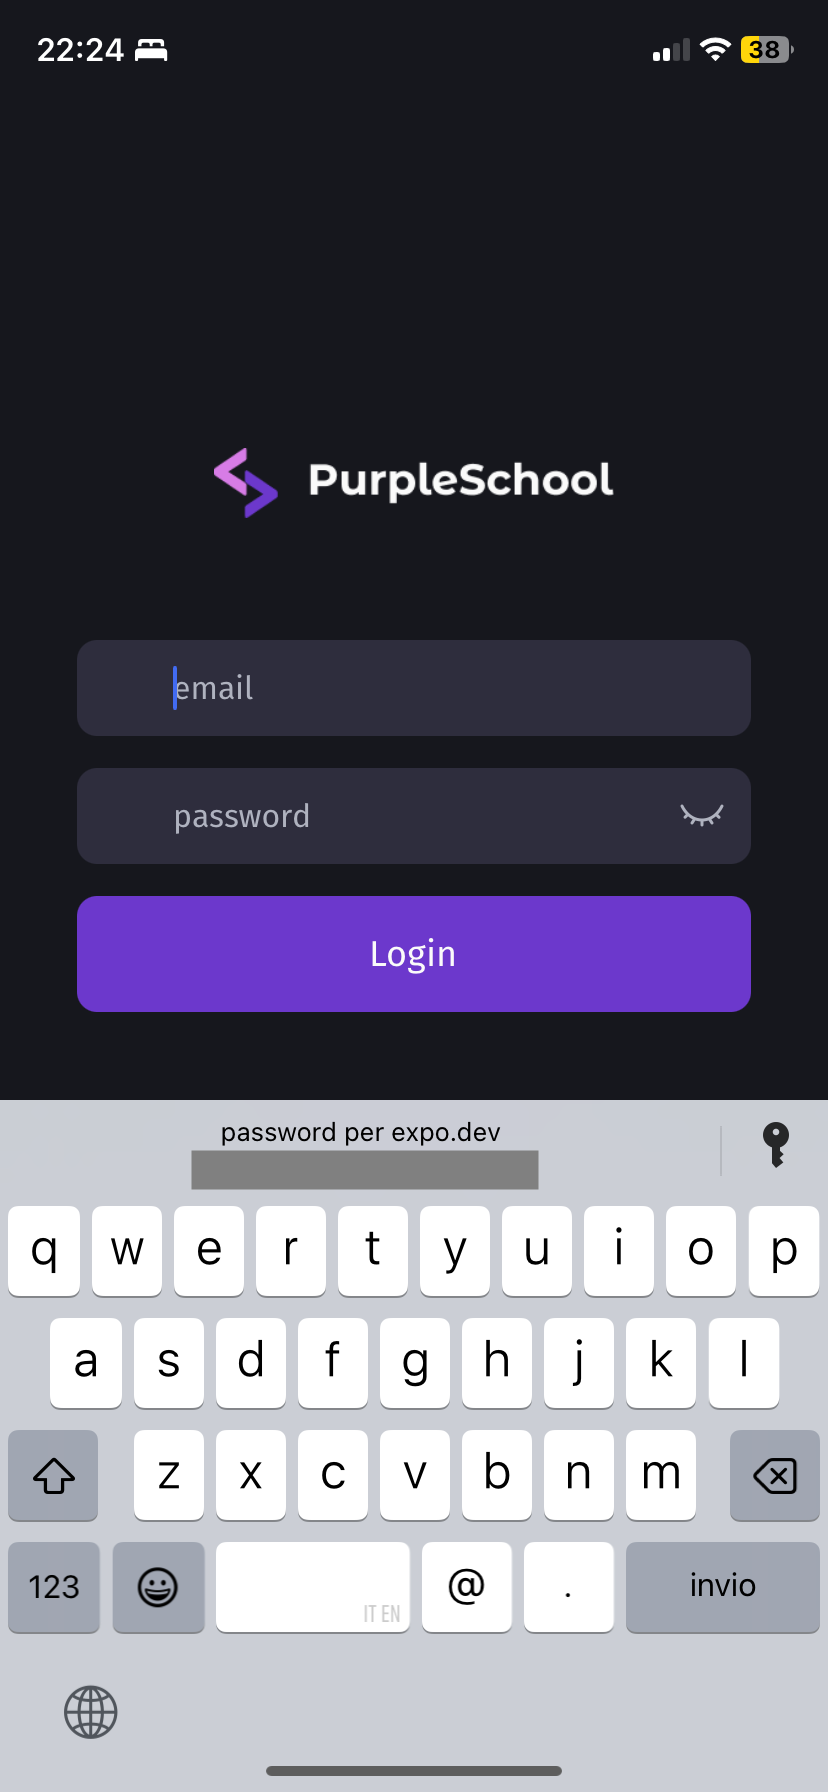 22:24
38
PurpleSchool
email
password
Login
password per expo.dev
q w e r t y u i o p
a s d f g h j k l
z x c v b n m
123 IT EN @ . invio